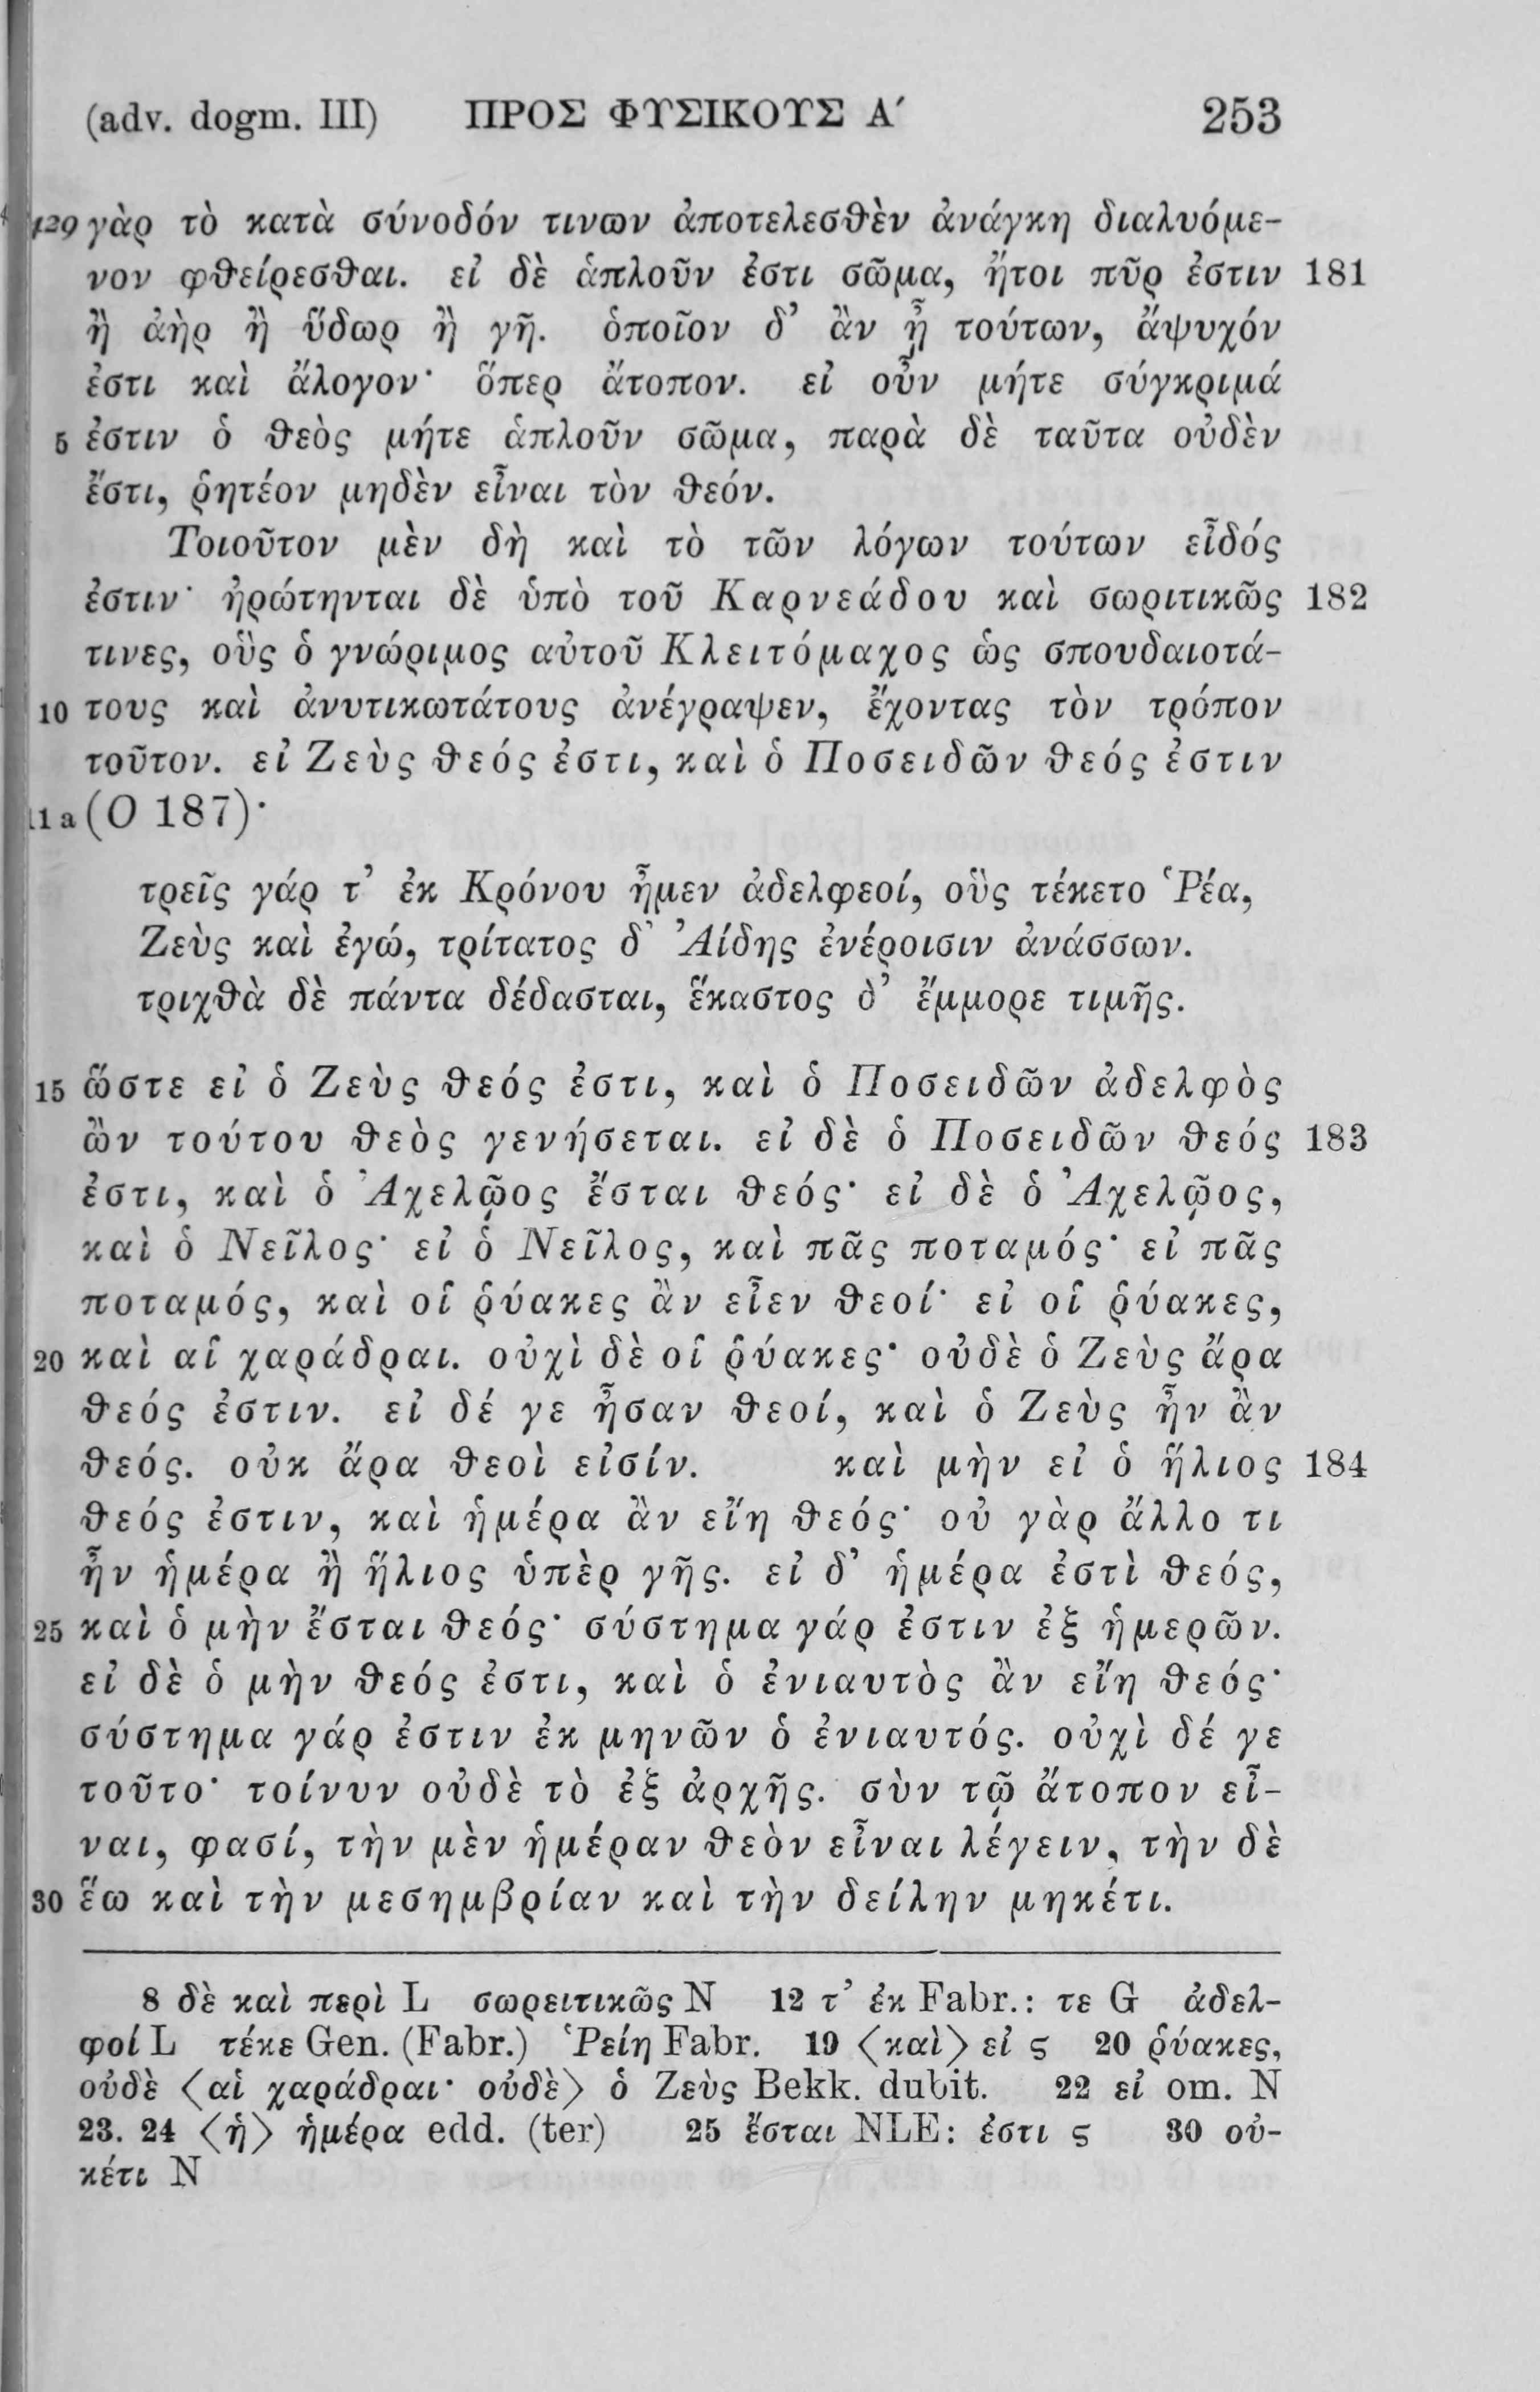 (adv. dogm. III) ΠΡΟΣ ΦΥΣΙΚΟΥΣ Α΄ 253
429 γὰρ τὸ κατὰ σύνοδόν τινων ἀποτελεσθὲν ἀνάγκη διαλυόμε-
νον φθείρεσθαι. εἰ δὲ ἁπλοῦν ἐστι σῶμα, ἤτοι πῦρ ἐστιν 181
ἢ ἀὴρ ἢ ὕδωρ ἢ γῆ. ὁποῖον δ’ ἂν ᾖ τούτων, ἄψυχόν
ἐστι καὶ ἄλογον· ὅπερ ἄτοπον. εἰ οὖν μήτε σύγκριμά
5 ἐστιν ὁ θεὸς μήτε ἁπλοῦν σῶμα, παρὰ δὲ ταῦτα οὐδὲν
ἔστι, ῥητέον μηδὲν εἶναι τὸν θεόν.
Τοιοῦτον μὲν δὴ καὶ τὸ τῶν λόγων τούτων εἶδός
ἐστιν· ἠρώτηνται δὲ ὑπὸ τοῦ Καρνεάδου καὶ σωριτικῶς 182
τινες, οὓς ὁ γνώριμος αὐτοῦ Κλειτόμαχος ὡς σπουδαιοτά-
10 τους καὶ ἀνυτικωτάτους ἀνέγραψεν, ἔχοντας τὸν τρόπον
τοῦτον. εἰ Ζεὺς θεός ἐστι, καὶ ὁ Ποσειδῶν θεός ἐστιν
11a (O 187)·
τρεῖς γάρ τ’ ἐκ Κρόνου ἦμεν ἀδελφεοί, οὓς τέκετο Ῥέα,
Ζεὺς καὶ ἐγώ, τρίτατος δ’ Ἀίδης ἐνέροισιν ἀνάσσων.
τριχθὰ δὲ πάντα δέδασται, ἕκαστος δ’ ἔμμορε τιμῆς.
15 ὥστε εἰ ὁ Ζεὺς θεός ἐστι, καὶ ὁ Ποσειδῶν ἀδελφὸς
ὢν τούτου θεὸς γενήσεται. εἰ δὲ ὁ Ποσειδῶν θεός 183
ἐστι, καὶ ὁ Ἀχελῷος ἔσται θεός· εἰ δὲ ὁ Ἀχελῷος,
καὶ ὁ Νεῖλος· εἰ ὁ Νεῖλος, καὶ πᾶς ποταμός· εἰ πᾶς
ποταμός, καὶ οἱ ῥύακες ἂν εἶεν θεοί· εἰ οἱ ῥύακες,
20 καὶ αἱ χαράδραι. οὐχὶ δὲ οἱ ῥύακες· οὐδὲ ὁ Ζεὺς ἄρα
θεός ἐστιν. εἰ δέ γε ἦσαν θεοί, καὶ ὁ Ζεὺς ἦν ἂν
θεός. οὐκ ἄρα θεοὶ εἰσίν. καὶ μὴν εἰ ὁ ἥλιος 184
θεός ἐστιν, καὶ ἡμέρα ἂν εἴη θεός· οὐ γὰρ ἄλλο τι
ἦν ἡμέρα ἢ ἥλιος ὑπὲρ γῆς. εἰ δ’ ἡμέρα ἐστὶ θεός,
25 καὶ ὁ μὴν ἔσται θεός· σύστημα γάρ ἐστιν ἐξ ἡμερῶν.
εἰ δὲ ὁ μὴν θεός ἐστι, καὶ ὁ ἐνιαυτὸς ἂν εἴη θεός·
σύστημα γάρ ἐστιν ἐκ μηνῶν ὁ ἐνιαυτός. οὐχὶ δέ γε
τοῦτο· τοίνυν οὐδὲ τὸ ἐξ ἀρχῆς. σὺν τῷ ἄτοπον εἶ-
ναι, φασί, τὴν μὲν ἡμέραν θεὸν εἶναι λέγειν, τὴν δὲ
30 ἕω καὶ τὴν μεσημβρίαν καὶ τὴν δείλην μηκέτι.
8 δὲ καὶ περὶ L σωρειτικῶς N 12 τ’ ἐκ Fabr.: τε G ἀδελ-
φοί L τέκε Gen. (Fabr.) Ῥείη Fabr. 19 〈καὶ〉 εἰ ς 20 ῥύακες,
οὐδὲ 〈αἱ χαράδραι· οὐδὲ〉 ὁ Ζεὺς Bekk. dubit. 22 εἰ om. N
23. 24 〈ἡ〉 ἡμέρα edd. (ter) 25 ἔσται NLE: ἐστι ς 30 οὐ-
κέτι N